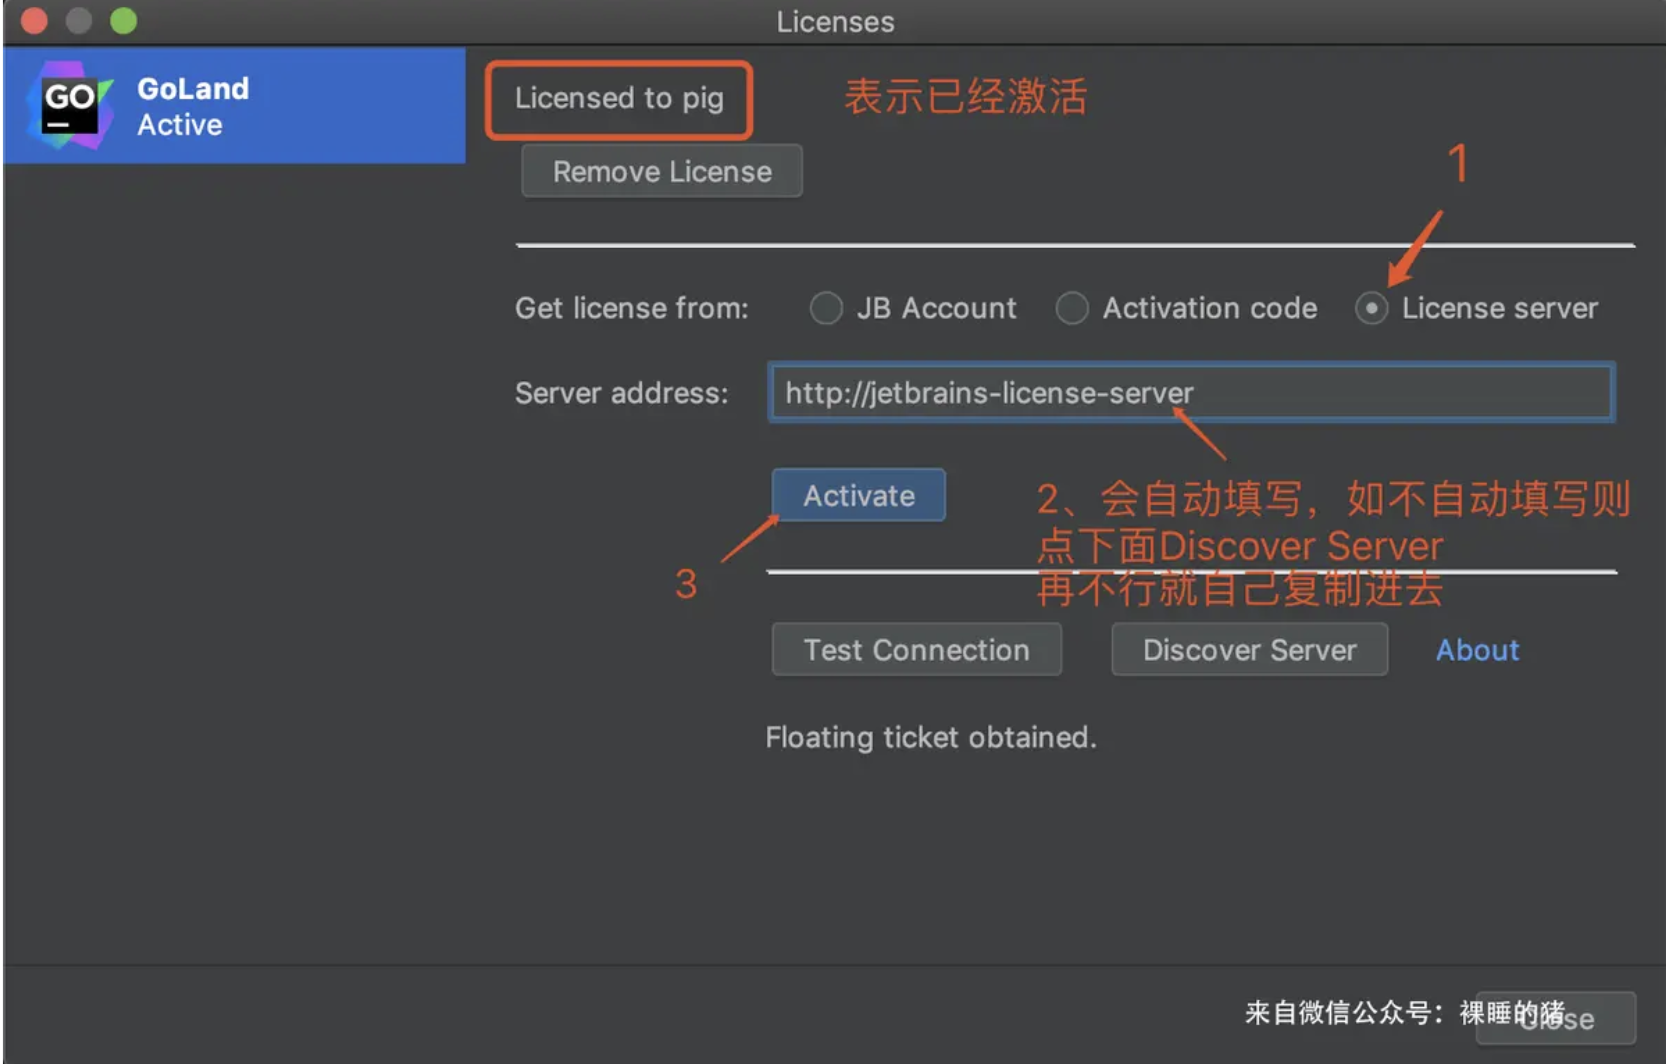 Licenses
GO
GoLand
Active
Licensed to pig
表示已经激活
Remove License
1
Get license from:
JB Account
Activation code
License server
Server address:
http://jetbrains-license-server
Activate
2、会自动填写，如不自动填写则
点下面Discover Server
再不行就自己复制进去
3
Test Connection
Discover Server
About
Floating ticket obtained.
来自微信公众号：裸睡的猪
Close